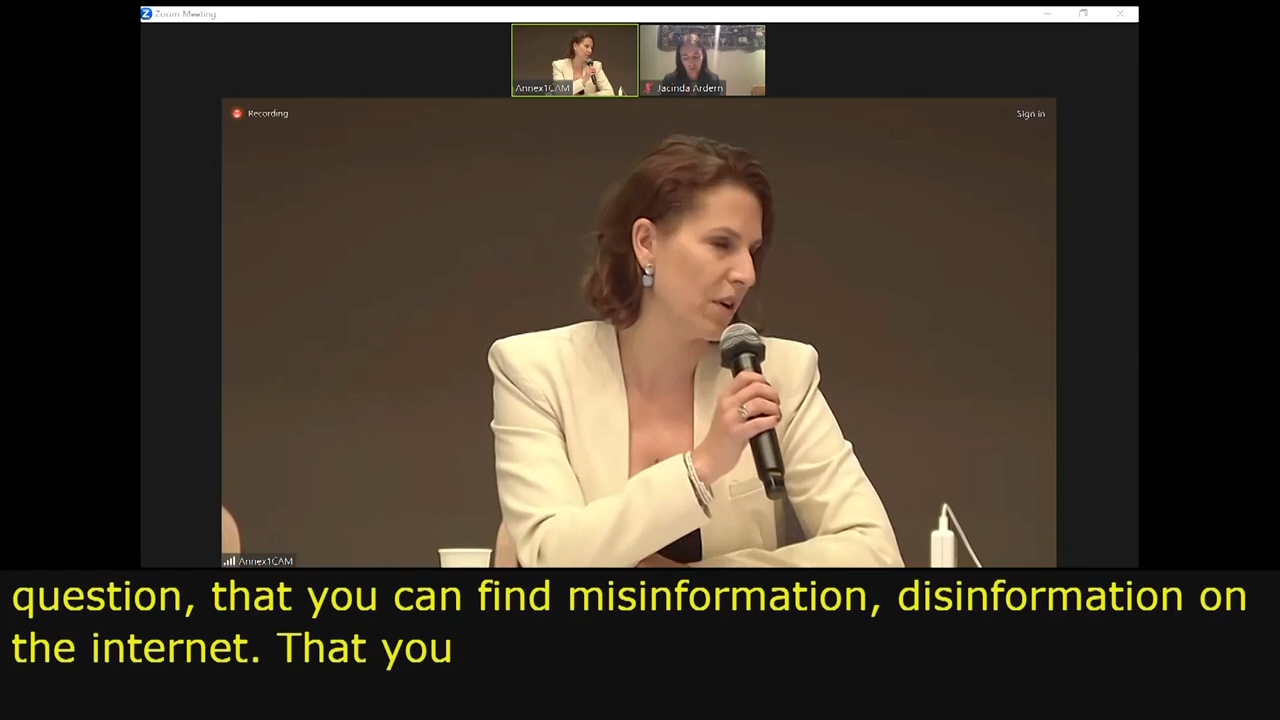 Zoom Meeting
Annex1CAM
Jacinda Ardern
Recording
Sign in
Annex1CAM
question, that you can find misinformation, disinformation on
the internet. That you